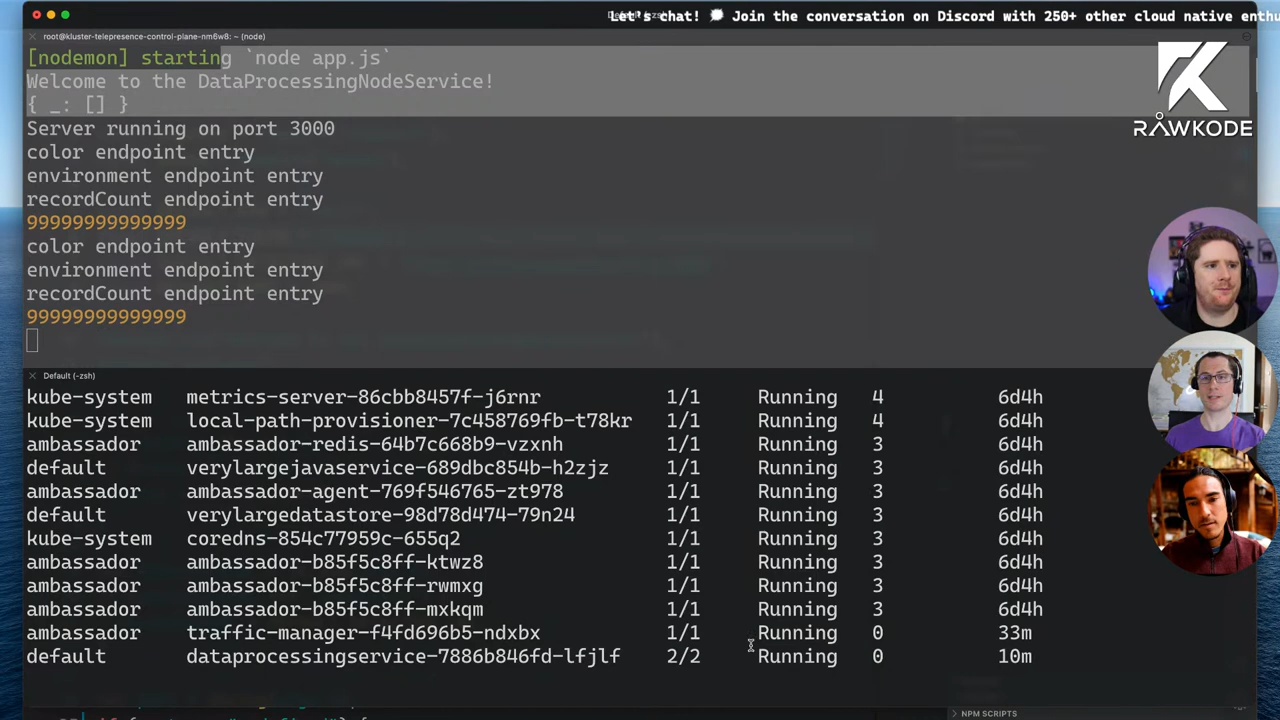 Let's chat! 💬 Join the conversation on Discord with 250+ other cloud native enthu
root@kluster-telepresence-control-plane-nm6w8: ~ (node)
[nodemon] starting `node app.js`
Welcome to the DataProcessingNodeService!
{ _: [] }
Server running on port 3000
color endpoint entry
environment endpoint entry
recordCount endpoint entry
99999999999999
color endpoint entry
environment endpoint entry
recordCount endpoint entry
99999999999999
RAWKODE
Default (-zsh)
kube-system metrics-server-86cbb8457f-j6rnr 1/1 Running 4 6d4h
kube-system local-path-provisioner-7c458769fb-t78kr 1/1 Running 4 6d4h
ambassador ambassador-redis-64b7c668b9-vzxnh 1/1 Running 3 6d4h
default verylargejavaservice-689dbc854b-h2zjz 1/1 Running 3 6d4h
ambassador ambassador-agent-769f546765-zt978 1/1 Running 3 6d4h
default verylargedatastore-98d78d474-79n24 1/1 Running 3 6d4h
kube-system coredns-854c77959c-655q2 1/1 Running 3 6d4h
ambassador ambassador-b85f5c8ff-ktwz8 1/1 Running 3 6d4h
ambassador ambassador-b85f5c8ff-rwmxg 1/1 Running 3 6d4h
ambassador ambassador-b85f5c8ff-mxkqm 1/1 Running 3 6d4h
ambassador traffic-manager-f4fd696b5-ndxbx 1/1 Running 0 33m
default dataprocessingservice-7886b846fd-lfjlf 2/2 Running 0 10m
NPM SCRIPTS